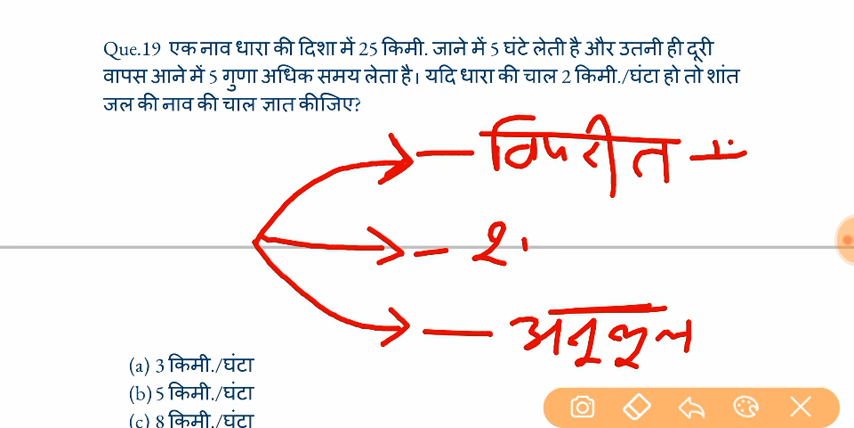 Que.19 एक नाव धारा की दिशा में 25 किमी. जाने में 5 घंटे लेती है और उतनी ही दूरी
वापस आने में 5 गुणा अधिक समय लेता है। यदि धारा की चाल 2 किमी./घंटा हो तो शांत
जल की नाव की चाल ज्ञात कीजिए?
विपरीत
अनुकूल
(a) 3 किमी./घंटा
(b) 5 किमी./घंटा
(c) 8 किमी./घंटा